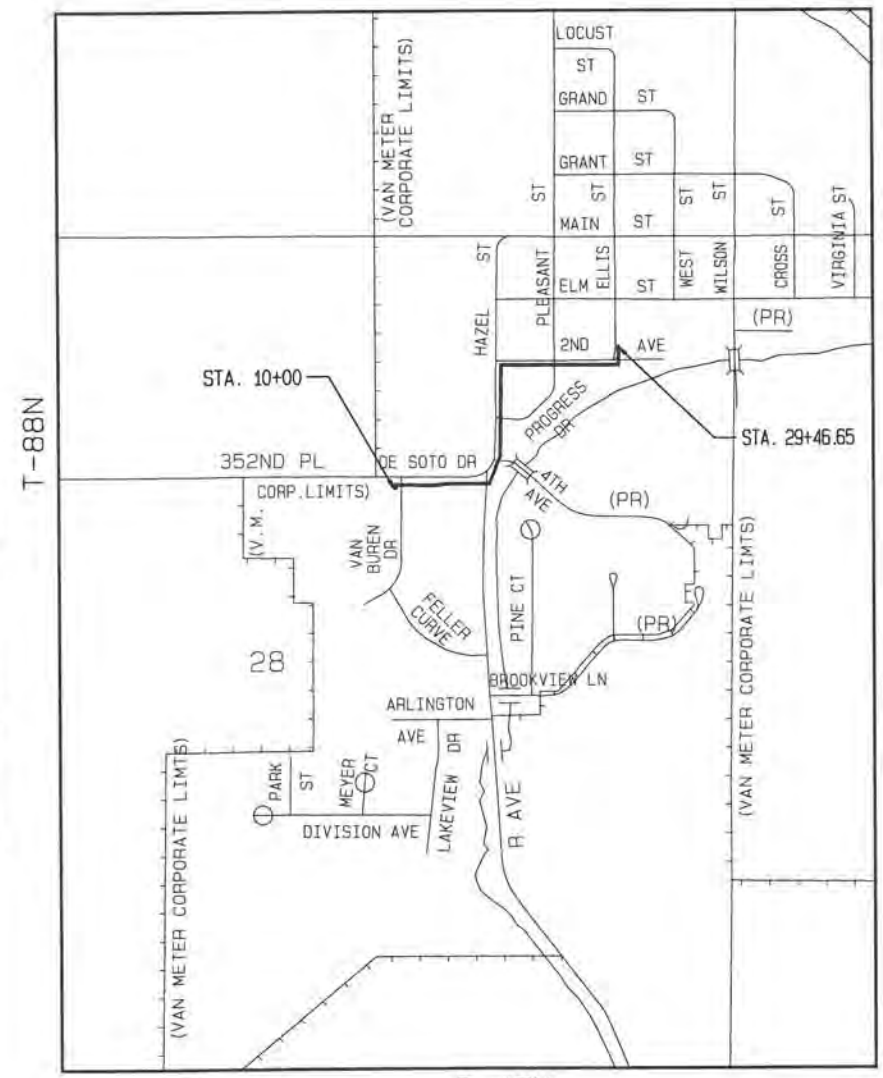 LOCUST
ST
GRAND ST
GRANT ST
(VAN METER
CORPORATE LIMITS)
ST
ST
ST
ST
ST
MAIN ST
VIRGINIA ST
ST
PLEASANT
ELLIS
WEST
WILSON
CROSS
ELM ST
HAZEL
(PR)
2ND AVE
STA. 10+00
PROGRESS
DR
STA. 29+46.65
T-88N
352ND PL
DE SOTO DR
4TH
AVE
CORP.LIMITS)
(V.M.
(PR)
VAN
BUREN
DR
PINE CT
FELLER
CURVE
(PR)
28
BROOKVIEW LN
(VAN METER CORPORATE LIMTS)
ARLINGTON
AVE
LAKEVIEW DR
PARK
ST
MEYER
CT
R AVE
DIVISION AVE
(VAN METER CORPORATE LIMTS)